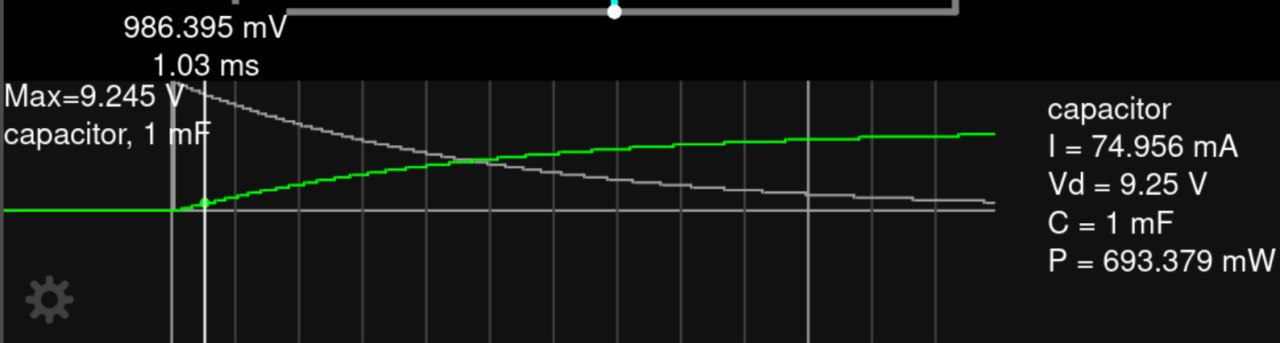 986.395 mV
1.03 ms
Max=9.245 V
capacitor, 1 mF
capacitor
I = 74.956 mA
Vd = 9.25 V
C = 1 mF
P = 693.379 mW